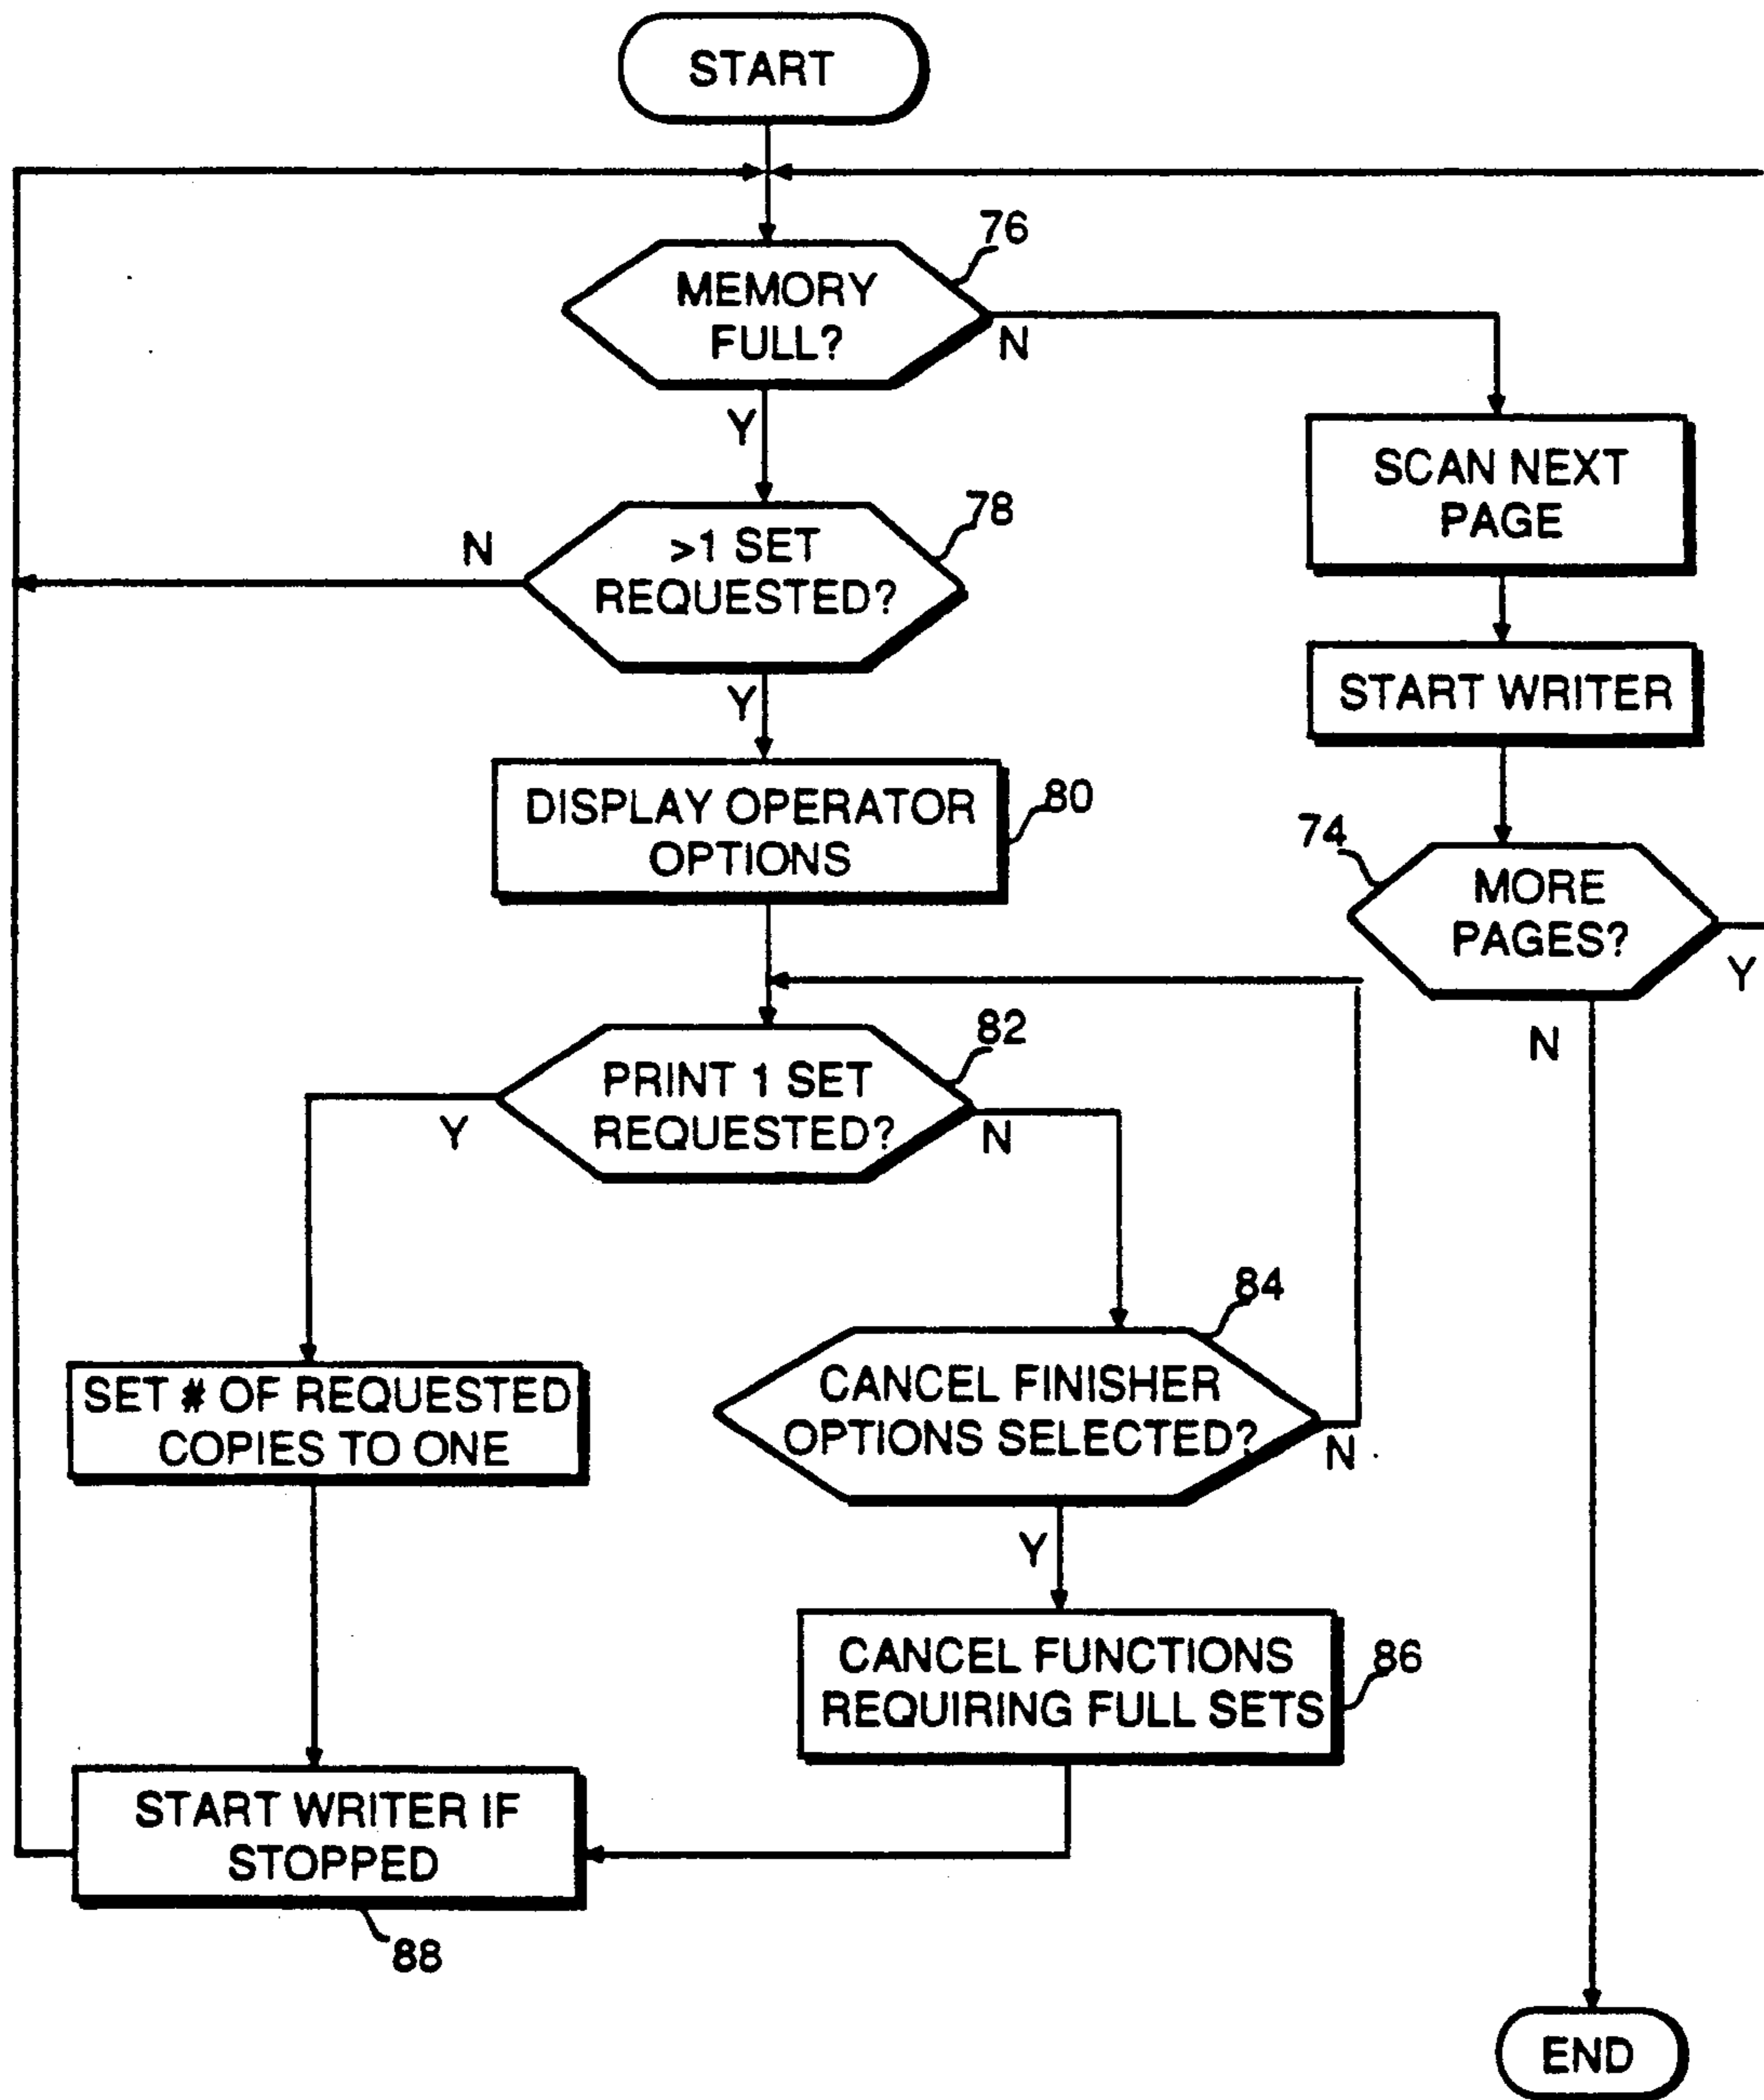 START
76
MEMORY
FULL?
N
Y
SCAN NEXT
PAGE
78
N
>1 SET
REQUESTED?
Y
START WRITER
80
DISPLAY OPERATOR
OPTIONS
74
MORE
PAGES?
Y
N
82
PRINT 1 SET
REQUESTED?
Y
N
84
CANCEL FINISHER
OPTIONS SELECTED?
N
Y
SET # OF REQUESTED
COPIES TO ONE
CANCEL FUNCTIONS
REQUIRING FULL SETS
86
START WRITER IF
STOPPED
88
END